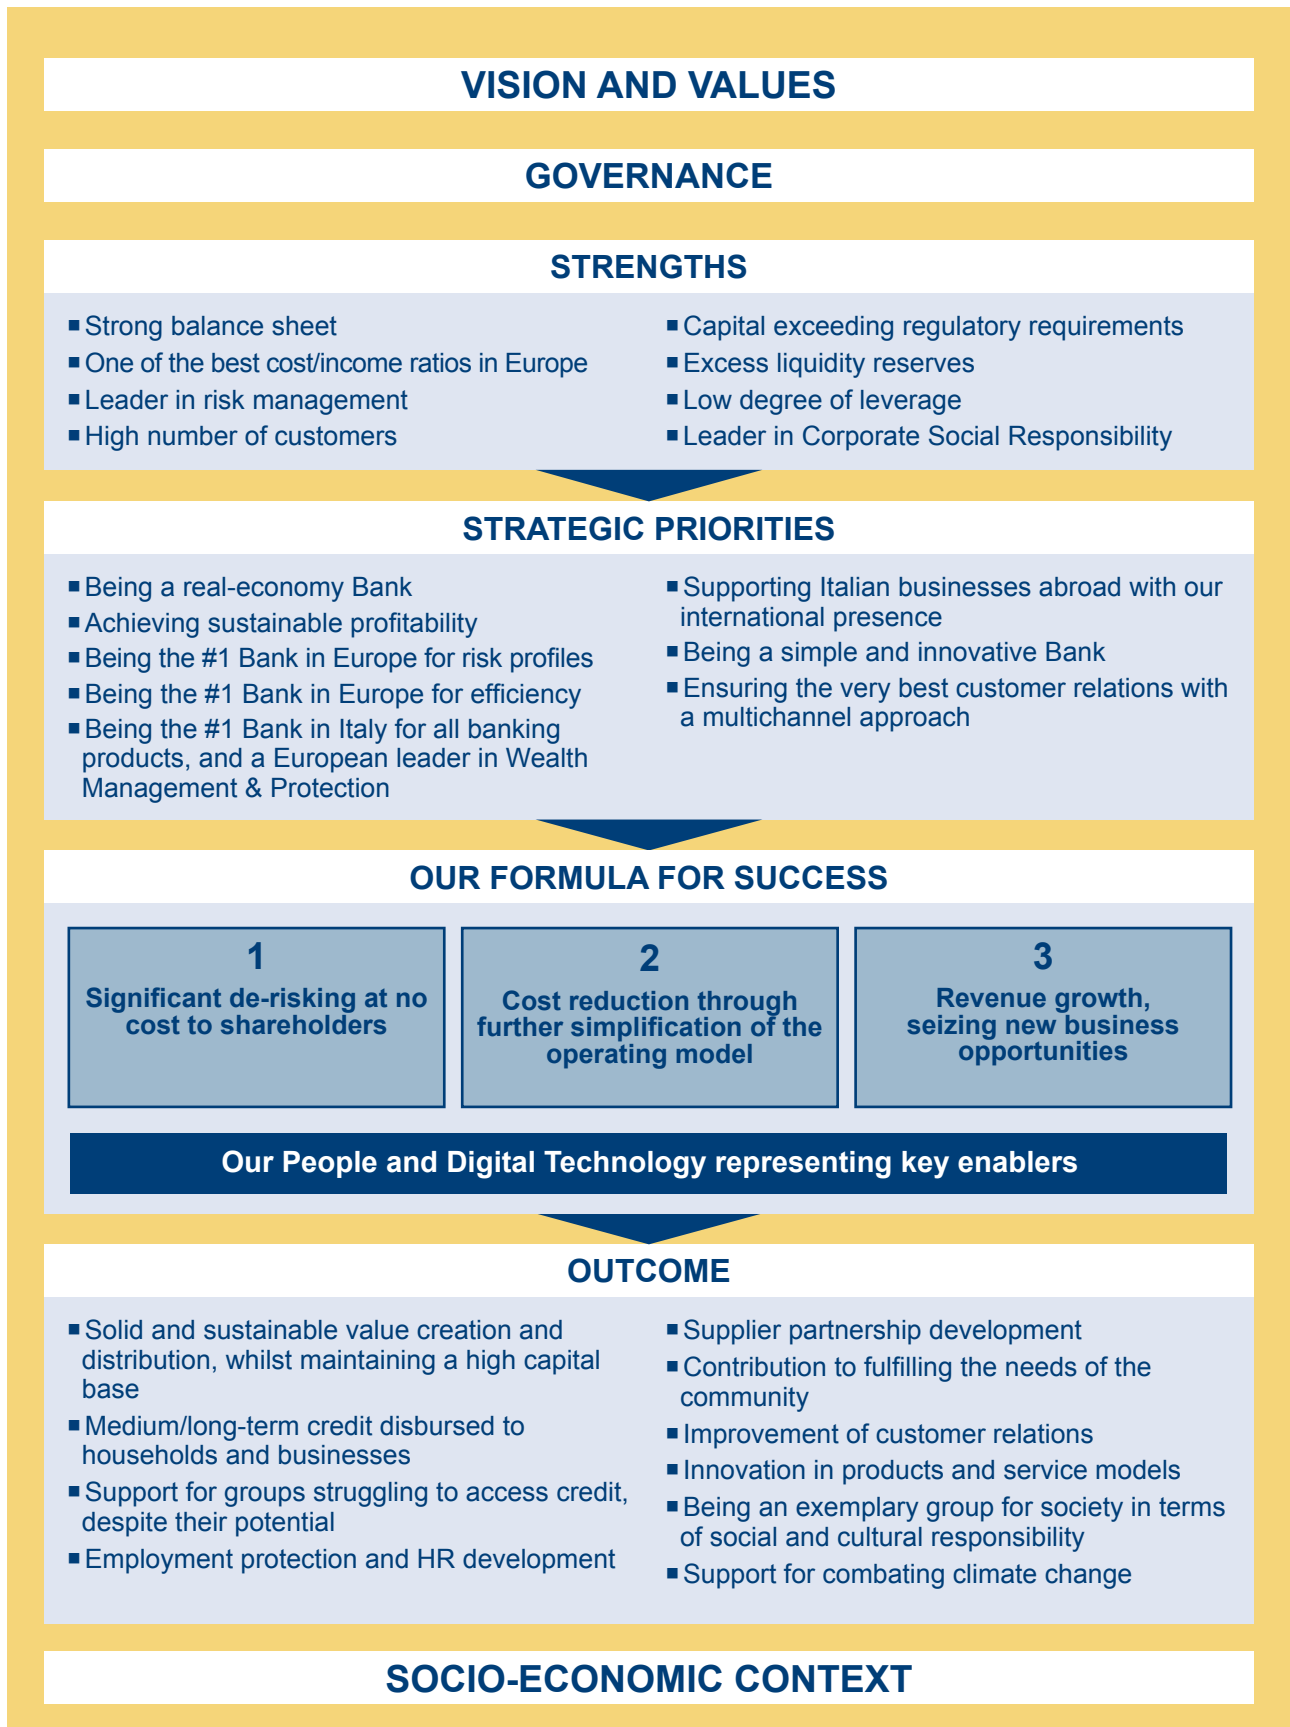 VISION AND VALUES
GOVERNANCE
STRENGTHS
▪ Strong balance sheet
▪ One of the best cost/income ratios in Europe
▪ Leader in risk management
▪ High number of customers
▪ Capital exceeding regulatory requirements
▪ Excess liquidity reserves
▪ Low degree of leverage
▪ Leader in Corporate Social Responsibility
STRATEGIC PRIORITIES
▪ Being a real-economy Bank
▪ Achieving sustainable profitability
▪ Being the #1 Bank in Europe for risk profiles
▪ Being the #1 Bank in Europe for efficiency
▪ Being the #1 Bank in Italy for all banking
products, and a European leader in Wealth
Management & Protection
▪ Supporting Italian businesses abroad with our
international presence
▪ Being a simple and innovative Bank
▪ Ensuring the very best customer relations with
a multichannel approach
OUR FORMULA FOR SUCCESS
1
Significant de-risking at no
cost to shareholders
2
Cost reduction through
further simplification of the
operating model
3
Revenue growth,
seizing new business
opportunities
Our People and Digital Technology representing key enablers
OUTCOME
▪ Solid and sustainable value creation and
distribution, whilst maintaining a high capital
base
▪ Medium/long-term credit disbursed to
households and businesses
▪ Support for groups struggling to access credit,
despite their potential
▪ Employment protection and HR development
▪ Supplier partnership development
▪ Contribution to fulfilling the needs of the
community
▪ Improvement of customer relations
▪ Innovation in products and service models
▪ Being an exemplary group for society in terms
of social and cultural responsibility
▪ Support for combating climate change
SOCIO-ECONOMIC CONTEXT